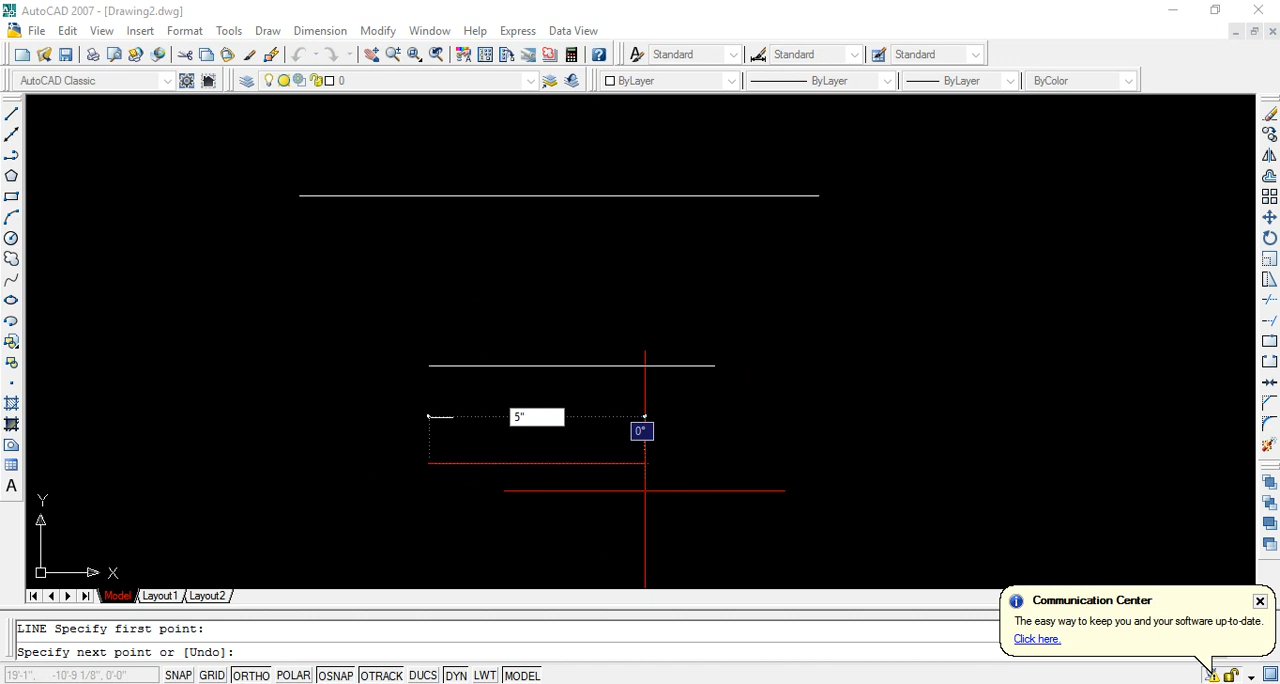 AutoCAD 2007 - [Drawing2.dwg]
File Edit View Insert Format Tools Draw Dimension Modify Window Help Express Data View
Standard Standard Standard
AutoCAD Classic 0 ByLayer ByLayer ByLayer ByColor
5"
0"
Y
X
Model Layout1 Layout2
Communication Center
The easy way to keep you and your software up-to-date.
Click here.
LINE Specify first point:
Specify next point or [Undo]:
19'-1", -10'-9 1/8", 0'-0" SNAP GRID ORTHO POLAR OSNAP OTRACK DUCS DYN LWT MODEL